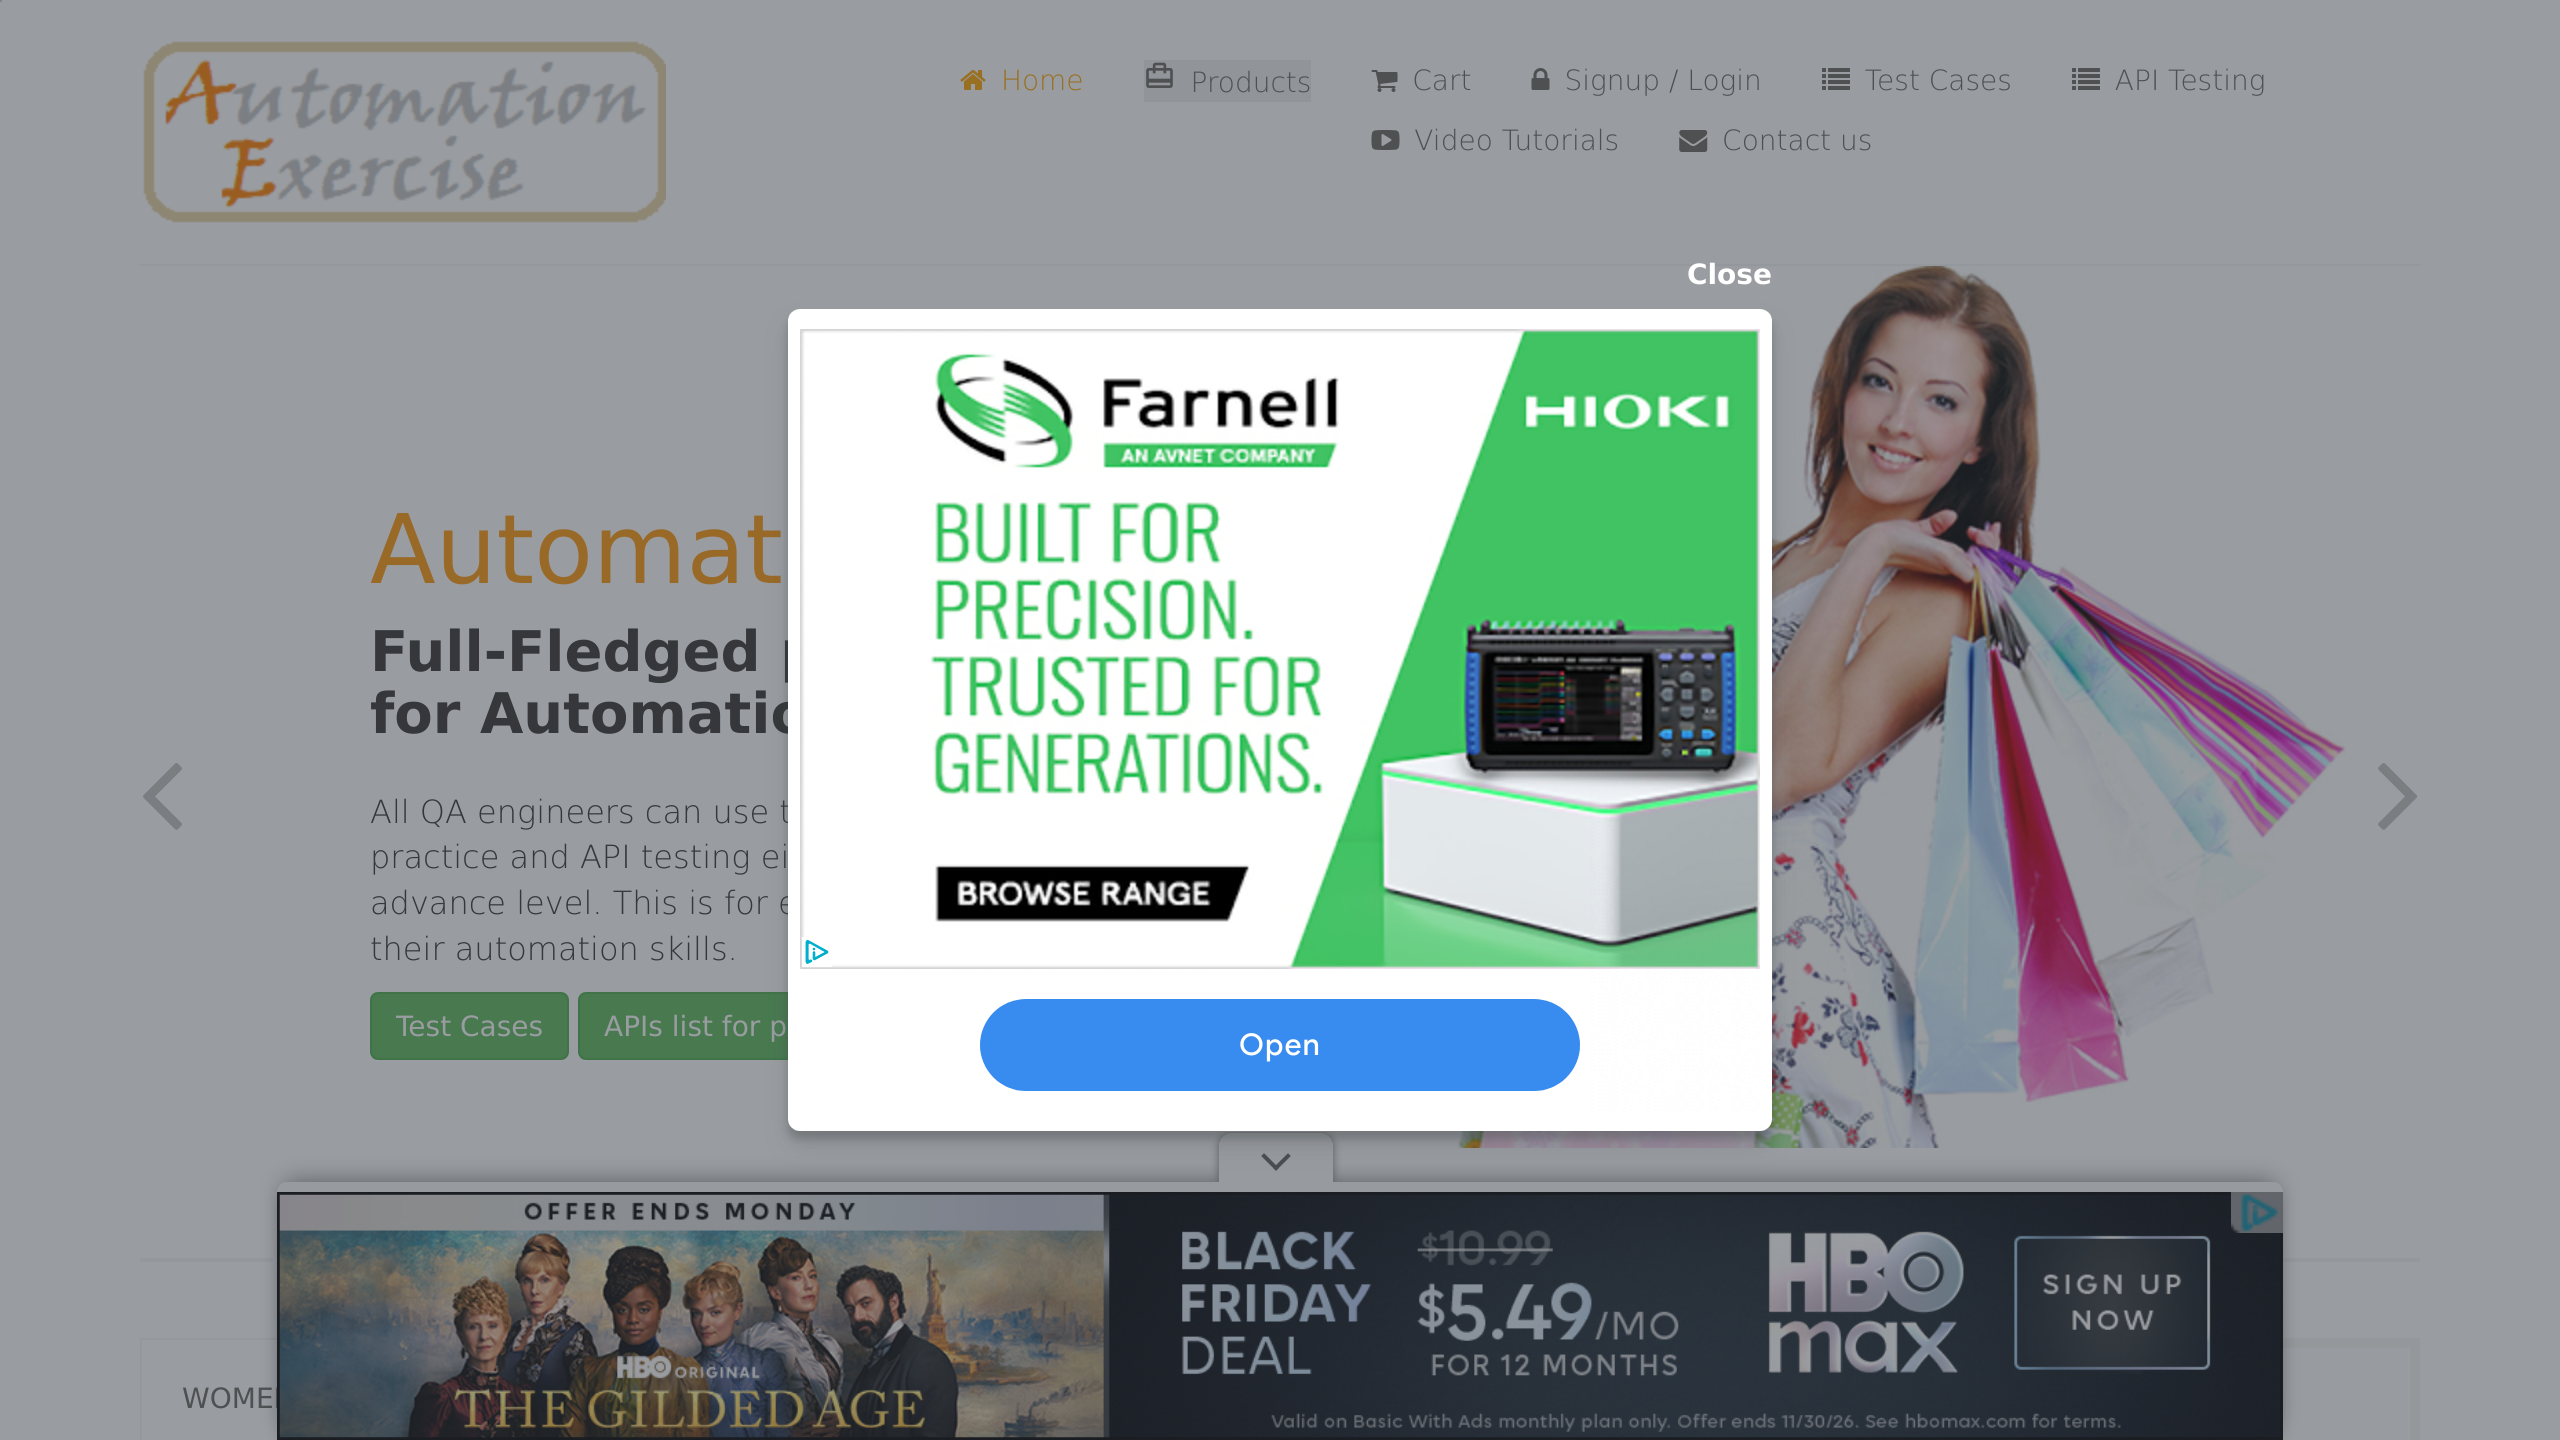 Automation
Exercise
Home
Products
Cart
Signup / Login
Test Cases
API Testing
Video Tutorials
Contact us
Close
Farnell
AN AVNET COMPANY
HIOKI
BUILT FOR
PRECISION.
TRUSTED FOR
GENERATIONS.
BROWSE RANGE
Open
Automat
Full-Fledged
for Automatic
All QA engineers can use
practice and API testing
advance level. This is for
their automation skills.
Test Cases
APIs list for p
OFFER ENDS MONDAY
HBO ORIGINAL
THE GILDED AGE
BLACK
FRIDAY
DEAL
$10.99
$5.49/MO
FOR 12 MONTHS
HBO
max
SIGN UP
NOW
Valid on Basic With Ads monthly plan only. Offer ends 11/30/26. See hbomax.com for terms.
WOME